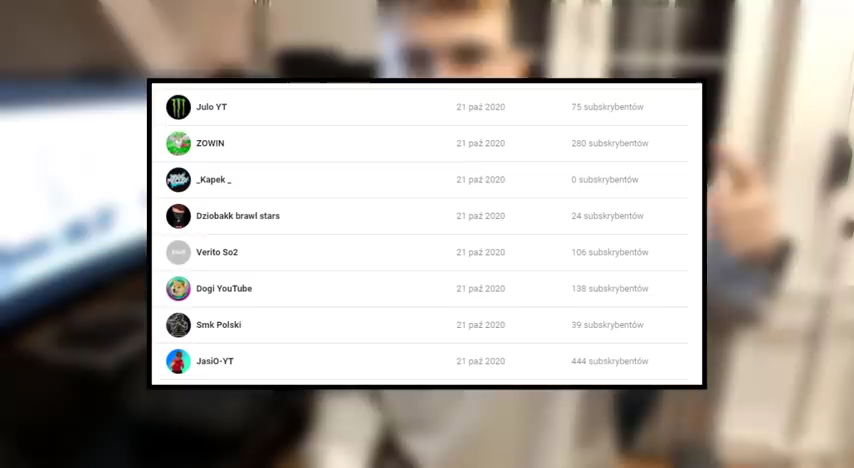 Julo YT 21 paź 2020 75 subskrybentów
ZOWIN 21 paź 2020 280 subskrybentów
_Kapek _ 21 paź 2020 0 subskrybentów
Dziobakk brawl stars 21 paź 2020 24 subskrybentów
Verito So2 21 paź 2020 106 subskrybentów
Dogi YouTube 21 paź 2020 138 subskrybentów
Smk Polski 21 paź 2020 39 subskrybentów
JasiO-YT 21 paź 2020 444 subskrybentów